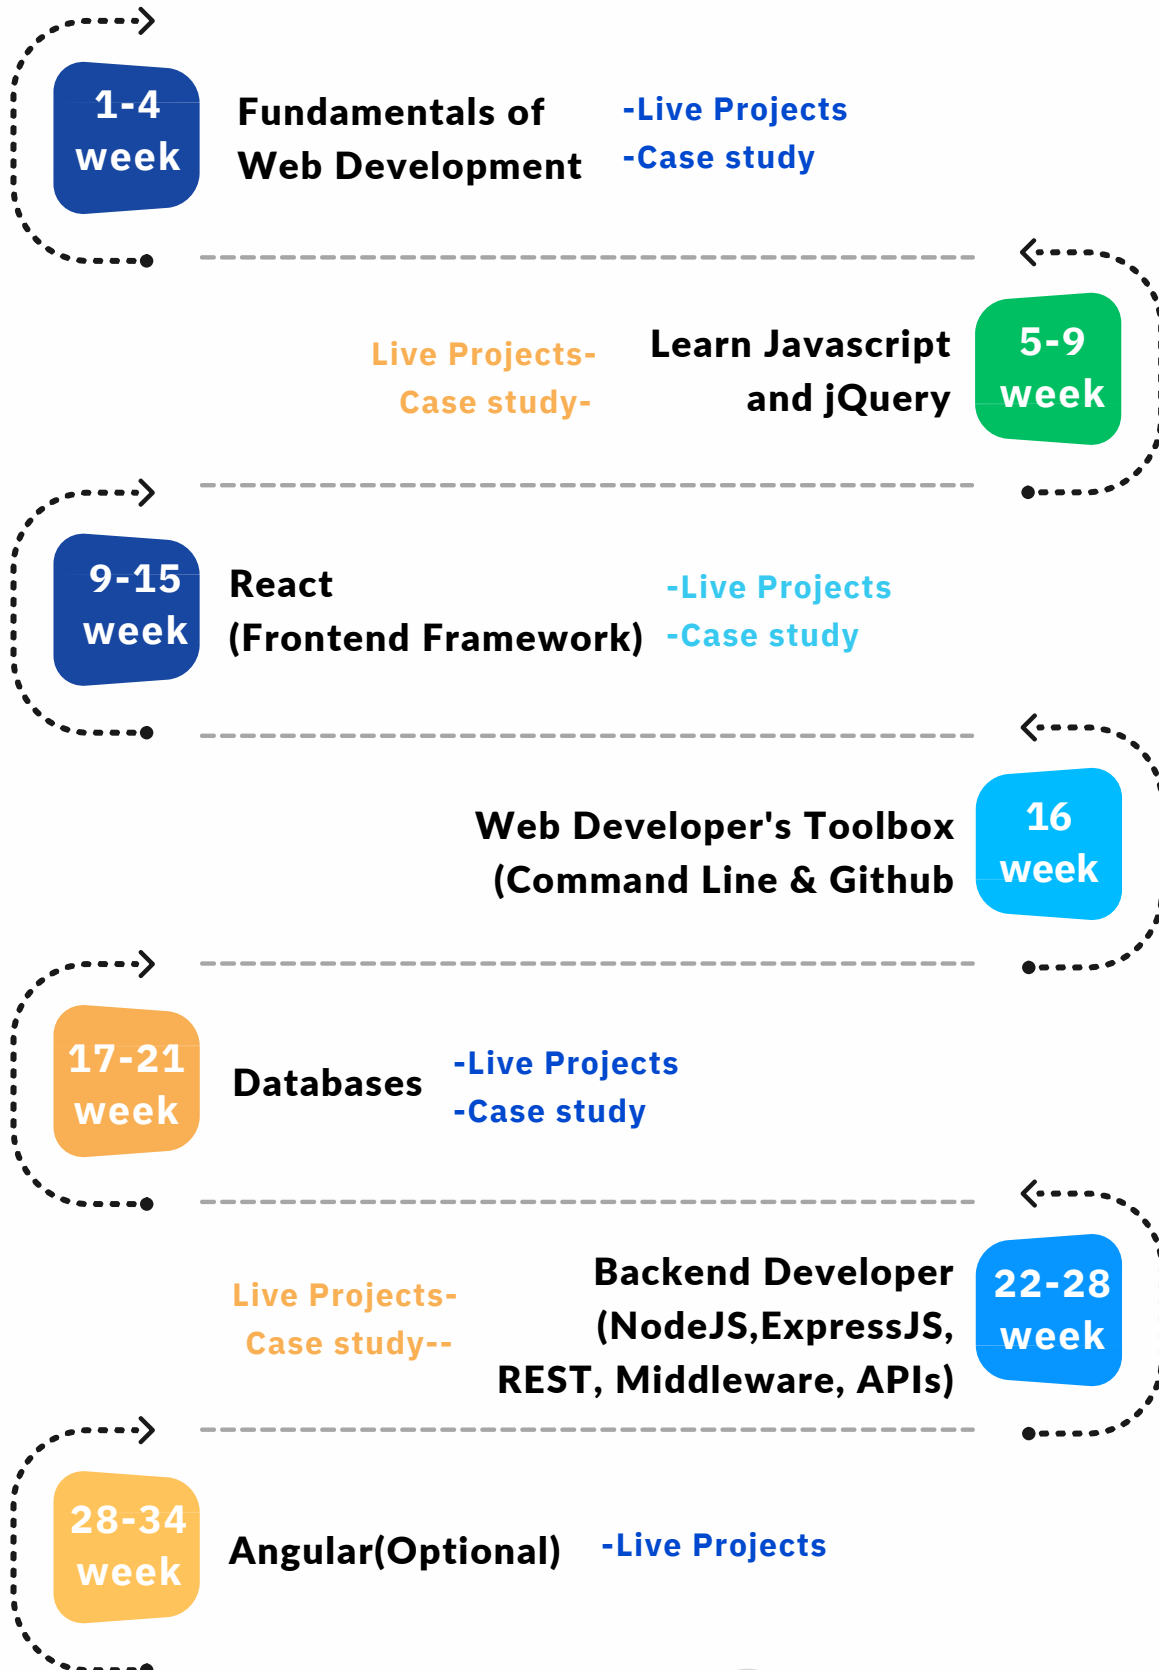 1-4
week
Fundamentals of
Web Development
-Live Projects
-Case study
Live Projects-
Case study-
Learn Javascript
and jQuery
5-9
week
9-15
week
React
(Frontend Framework)
-Live Projects
-Case study
Web Developer's Toolbox
(Command Line & Github
16
week
17-21
week
Databases
-Live Projects
-Case study
Live Projects-
Case study--
Backend Developer
(NodeJS,ExpressJS,
REST, Middleware, APIs)
22-28
week
28-34
week
Angular(Optional)
-Live Projects